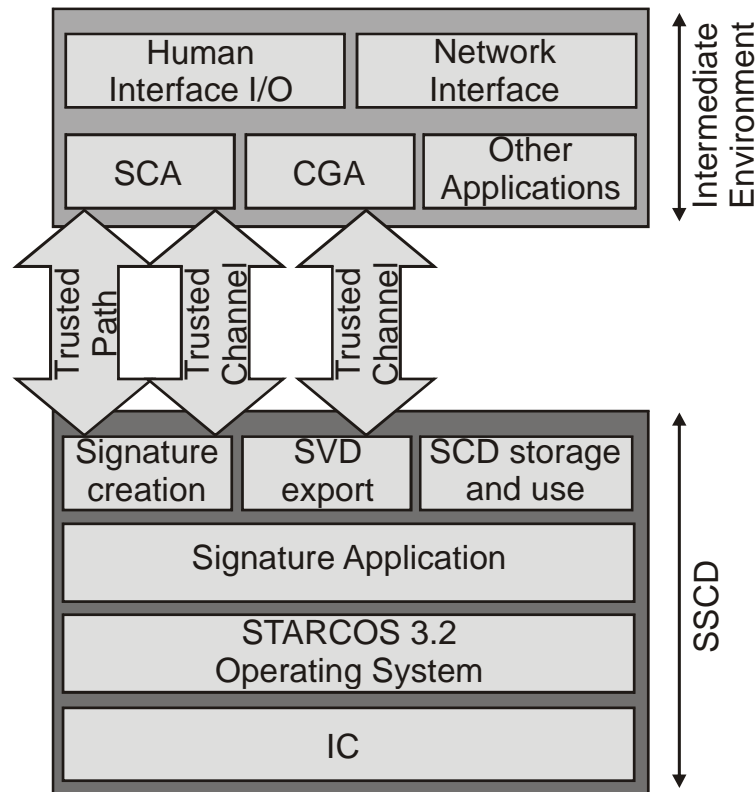 Human
Interface I/O
Network
Interface
Intermediate
Environment
SCA
CGA
Other
Applications
Trusted
Path
Trusted
Channel
Trusted
Channel
Signature
creation
SVD
export
SCD storage
and use
Signature Application
SSCD
STARCOS 3.2
Operating System
IC